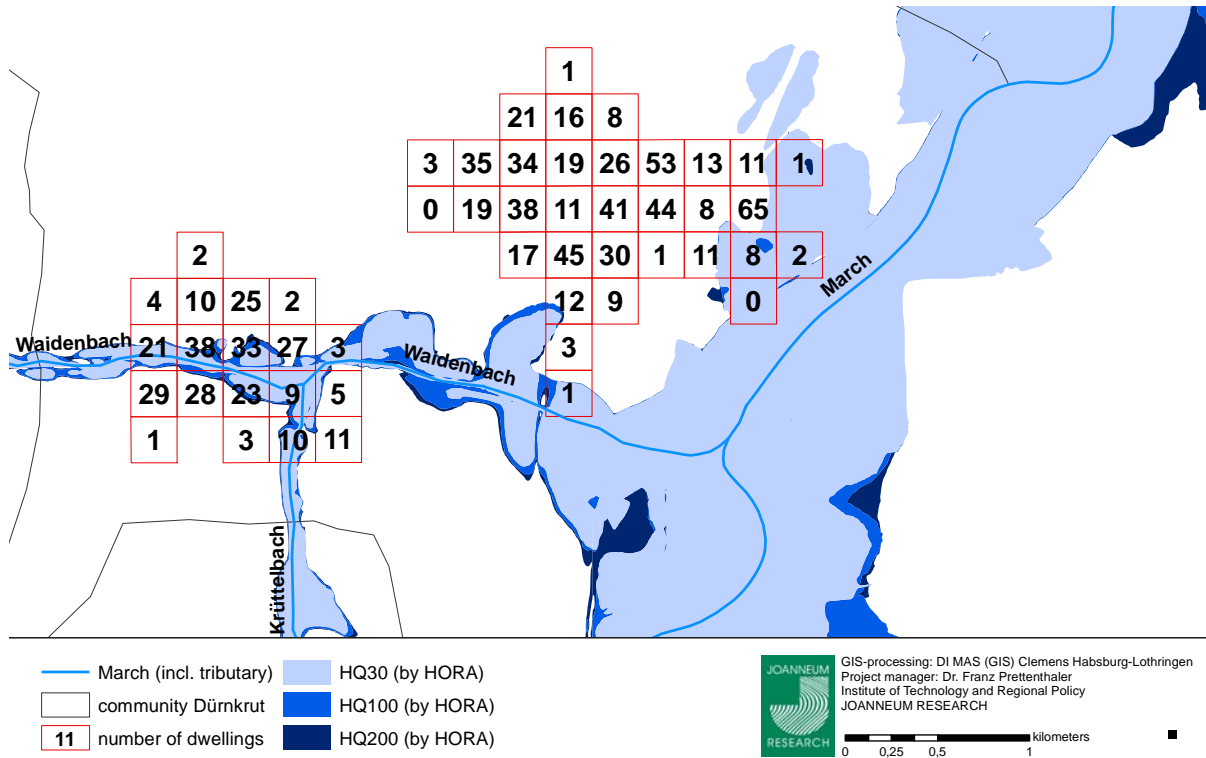 1
21 16 8
3 35 34 19 26 53 13 11 1
0 19 38 11 41 44 8 65
2
17 45 30 1 11 8 2
March
4 10 25 2
12 9 0
Waidenbach
21 38 33 27 3
Waidenbach
3
29 28 23 9 5
1
1 3 10 11
Krüttelbach
March (incl. tributary)
community Dürnkrut
11 number of dwellings
HQ30 (by HORA)
HQ100 (by HORA)
HQ200 (by HORA)
JOANNEUM
RESEARCH
GIS-processing: DI MAS (GIS) Clemens Habsburg-Lothringen
Project manager: Dr. Franz Prettenthaler
Institute of Technology and Regional Policy
JOANNEUM RESEARCH
kilometers
0 0,25 0,5 1